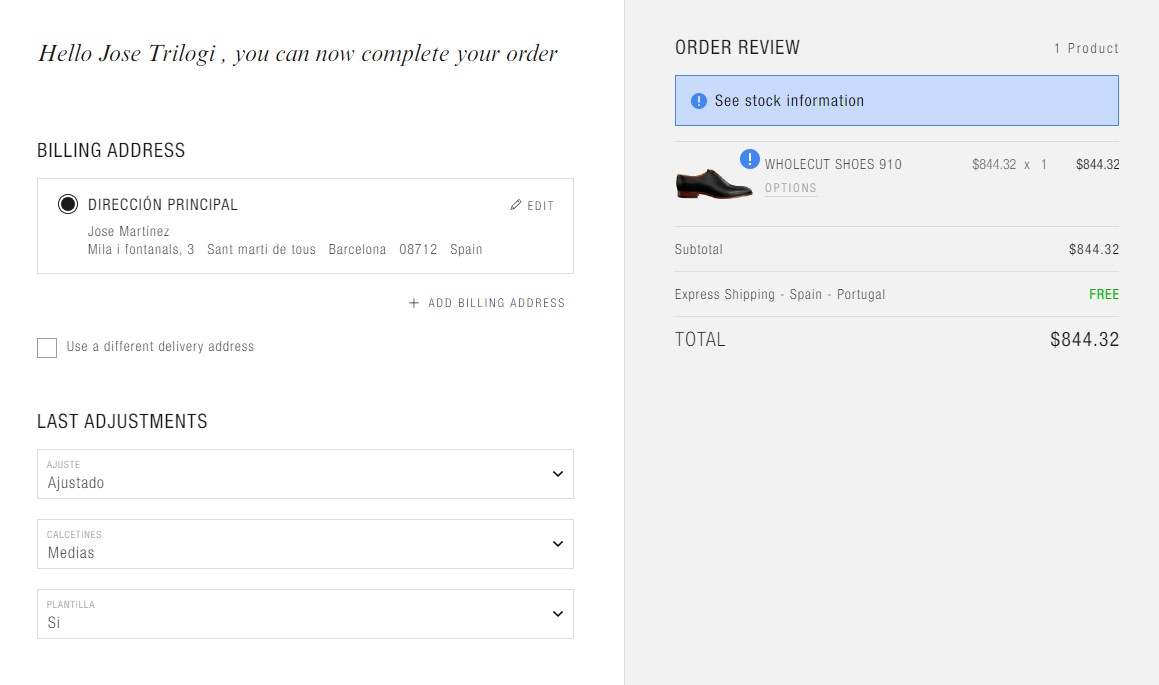 Hello Jose Trilogi , you can now complete your order
BILLING ADDRESS
DIRECCIÓN PRINCIPAL
EDIT
Jose Martínez
Mila i fontanals, 3 Sant marti de tous Barcelona 08712 Spain
+ ADD BILLING ADDRESS
Use a different delivery address
LAST ADJUSTMENTS
AJUSTE
Ajustado
CALCETINES
Medias
PLANTILLA
Si
ORDER REVIEW
1 Product
! See stock information
! WHOLECUT SHOES 910 $844.32 x 1 $844.32
OPTIONS
Subtotal $844.32
Express Shipping - Spain - Portugal FREE
TOTAL $844.32